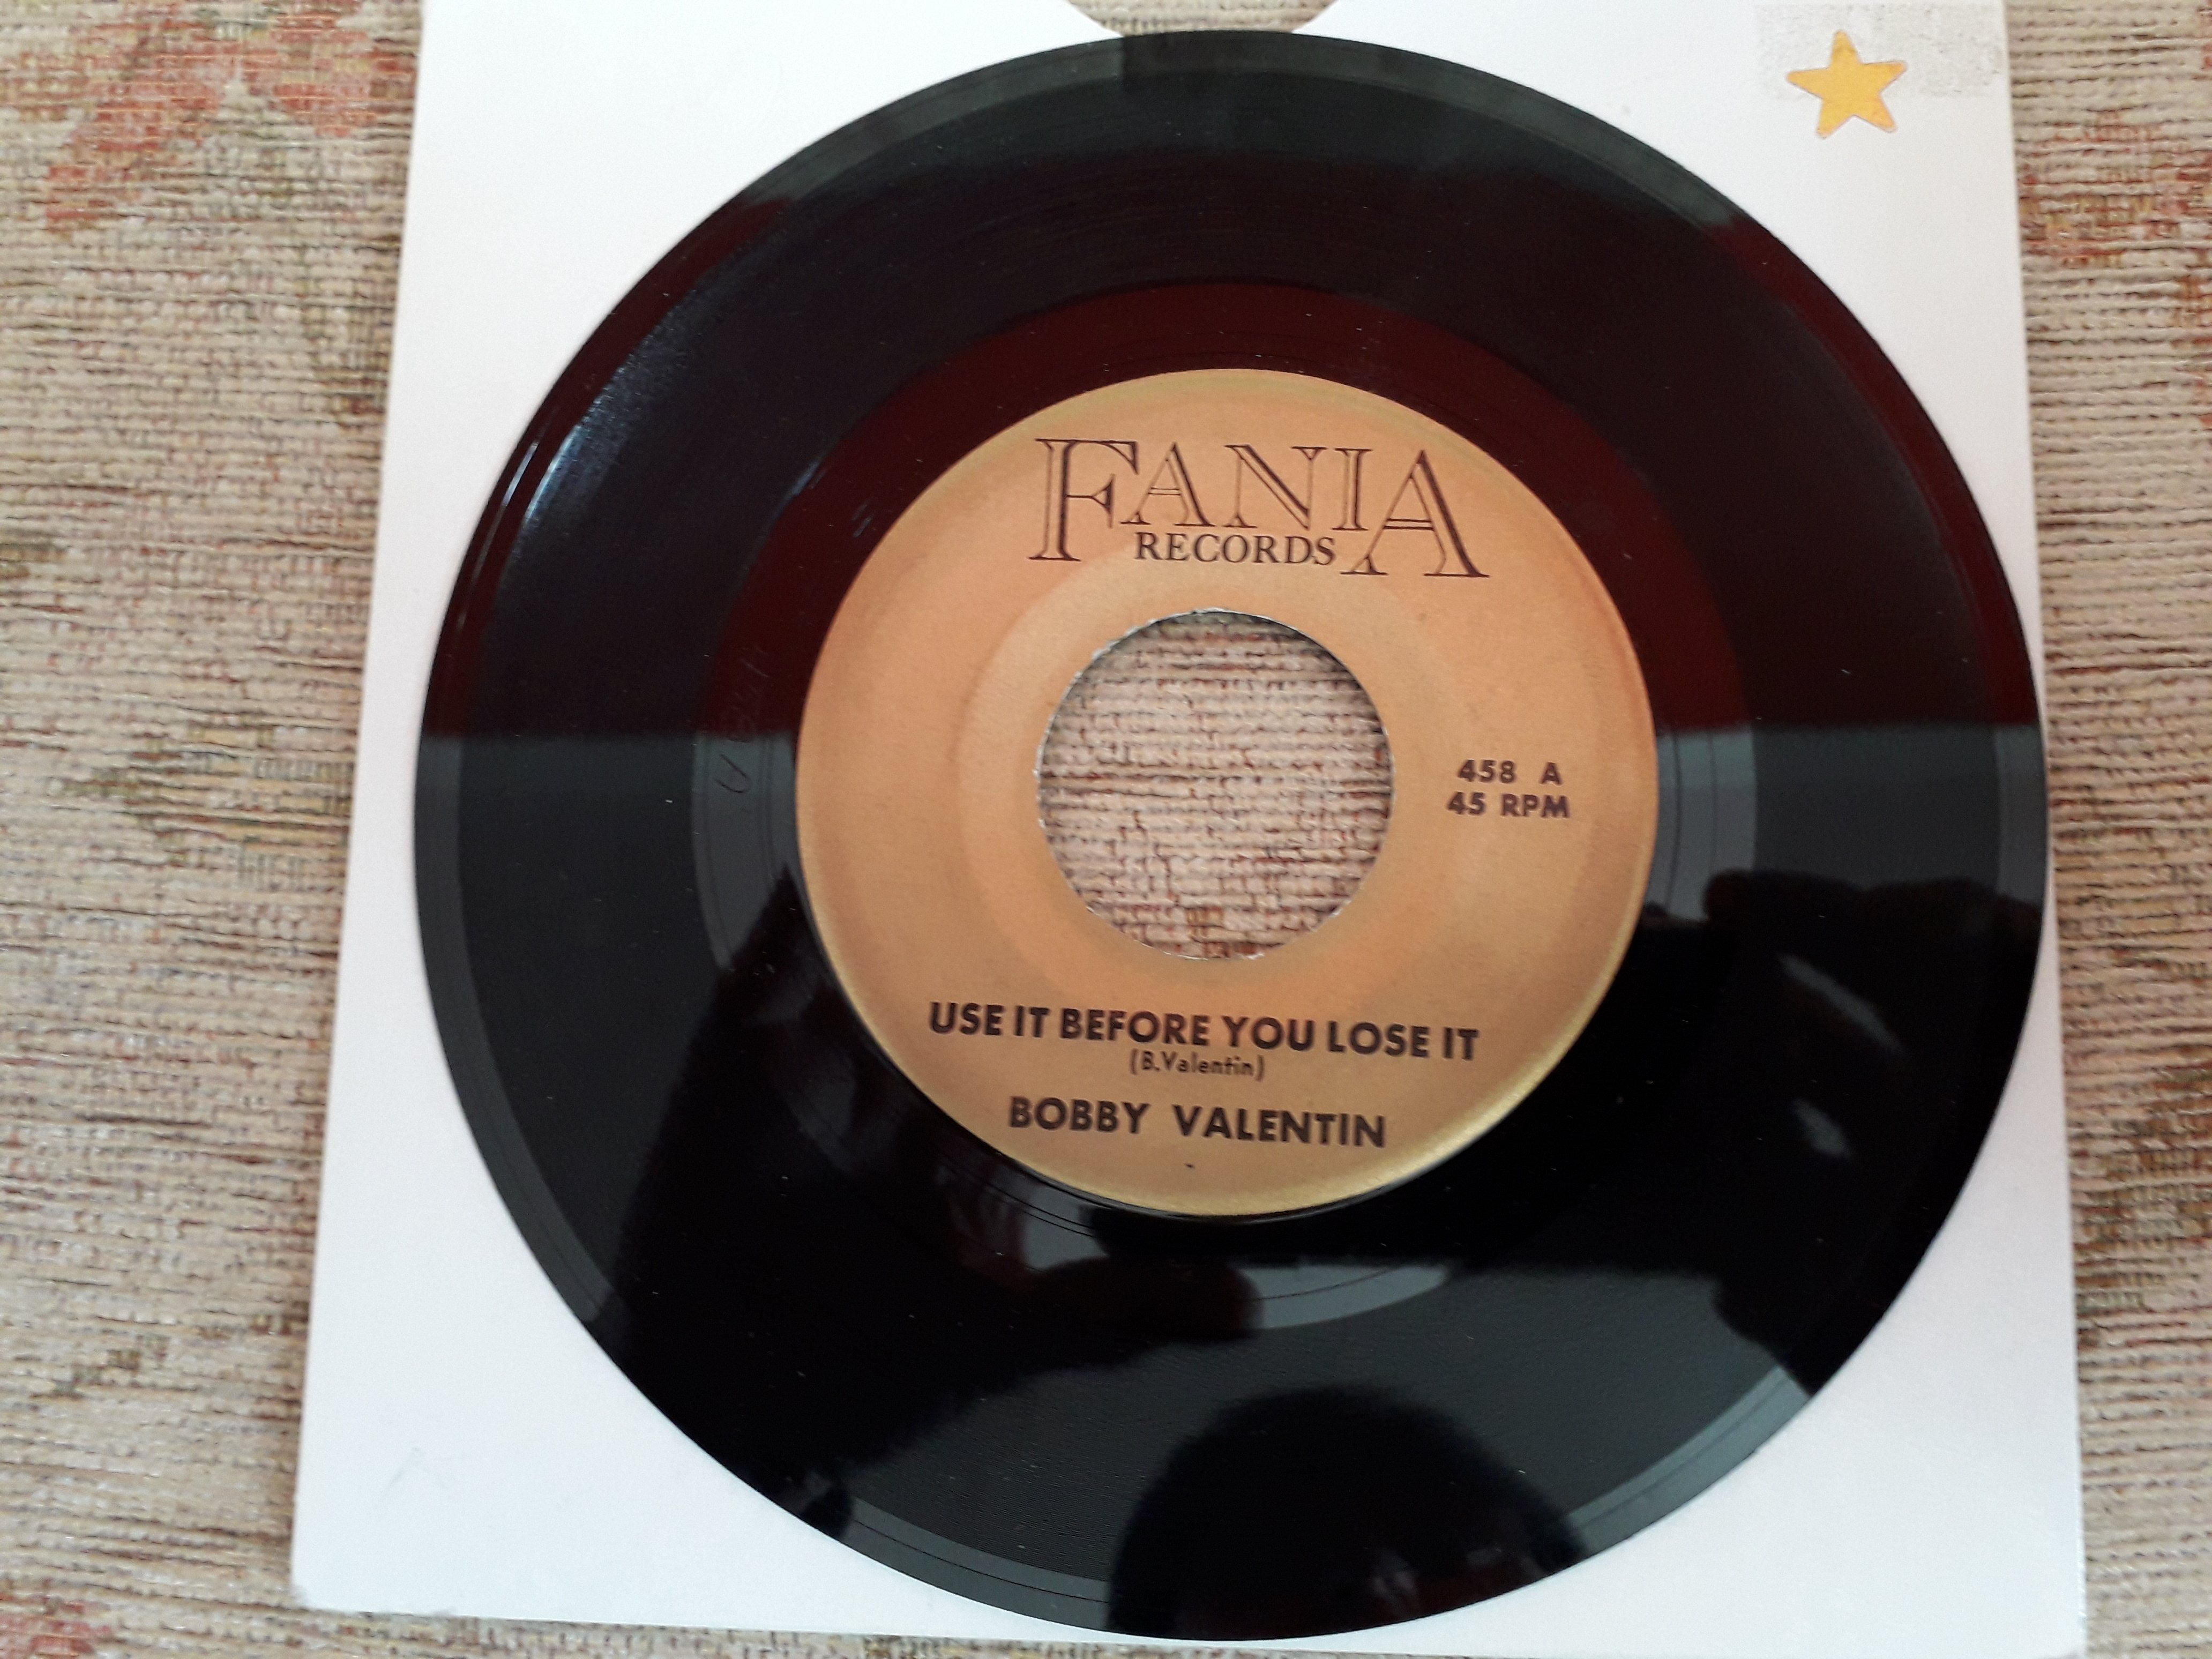 FANIA
RECORDS
458 A
45 RPM
USE IT BEFORE YOU LOSE IT
(B.Valentin)
BOBBY VALENTIN